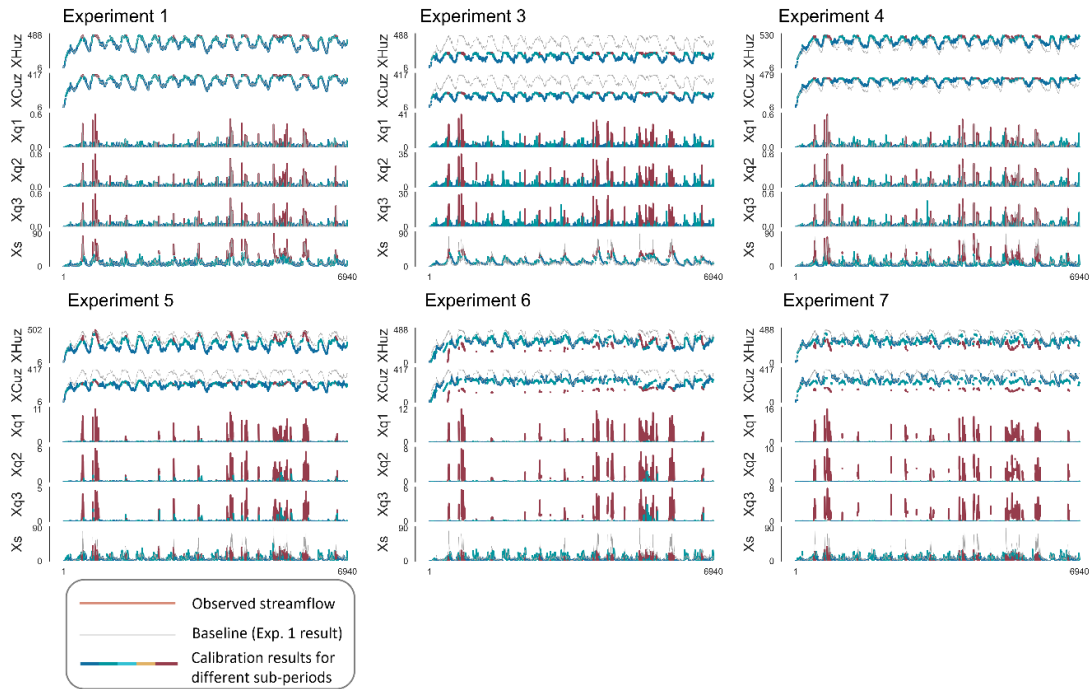 Experiment 1
488
XHuz
6
417
XCuz
6
0.6
Xq1
0.0
0.6
Xq2
0.0
0.6
Xq3
0.0
90
Xs
0
1
6940
Experiment 3
488
XHuz
6
417
XCuz
6
41
Xq1
0
35
Xq2
0
30
Xq3
0
90
Xs
0
1
6940
Experiment 4
530
XHuz
6
479
XCuz
6
0.6
Xq1
0.0
0.6
Xq2
0.0
0.6
Xq3
0.0
90
Xs
0
1
6940
Experiment 5
502
XHuz
6
417
XCuz
6
11
Xq1
0
6
Xq2
0
5
Xq3
0
90
Xs
0
1
6940
Experiment 6
488
XHuz
0
417
XCuz
0
12
Xq1
0
8
Xq2
0
6
Xq3
0
90
Xs
0
1
6940
Experiment 7
488
XHuz
0
417
XCuz
0
16
Xq1
0
10
Xq2
0
8
Xq3
0
90
Xs
0
1
6940
Observed streamflow
Baseline (Exp. 1 result)
Calibration results for
different sub-periods